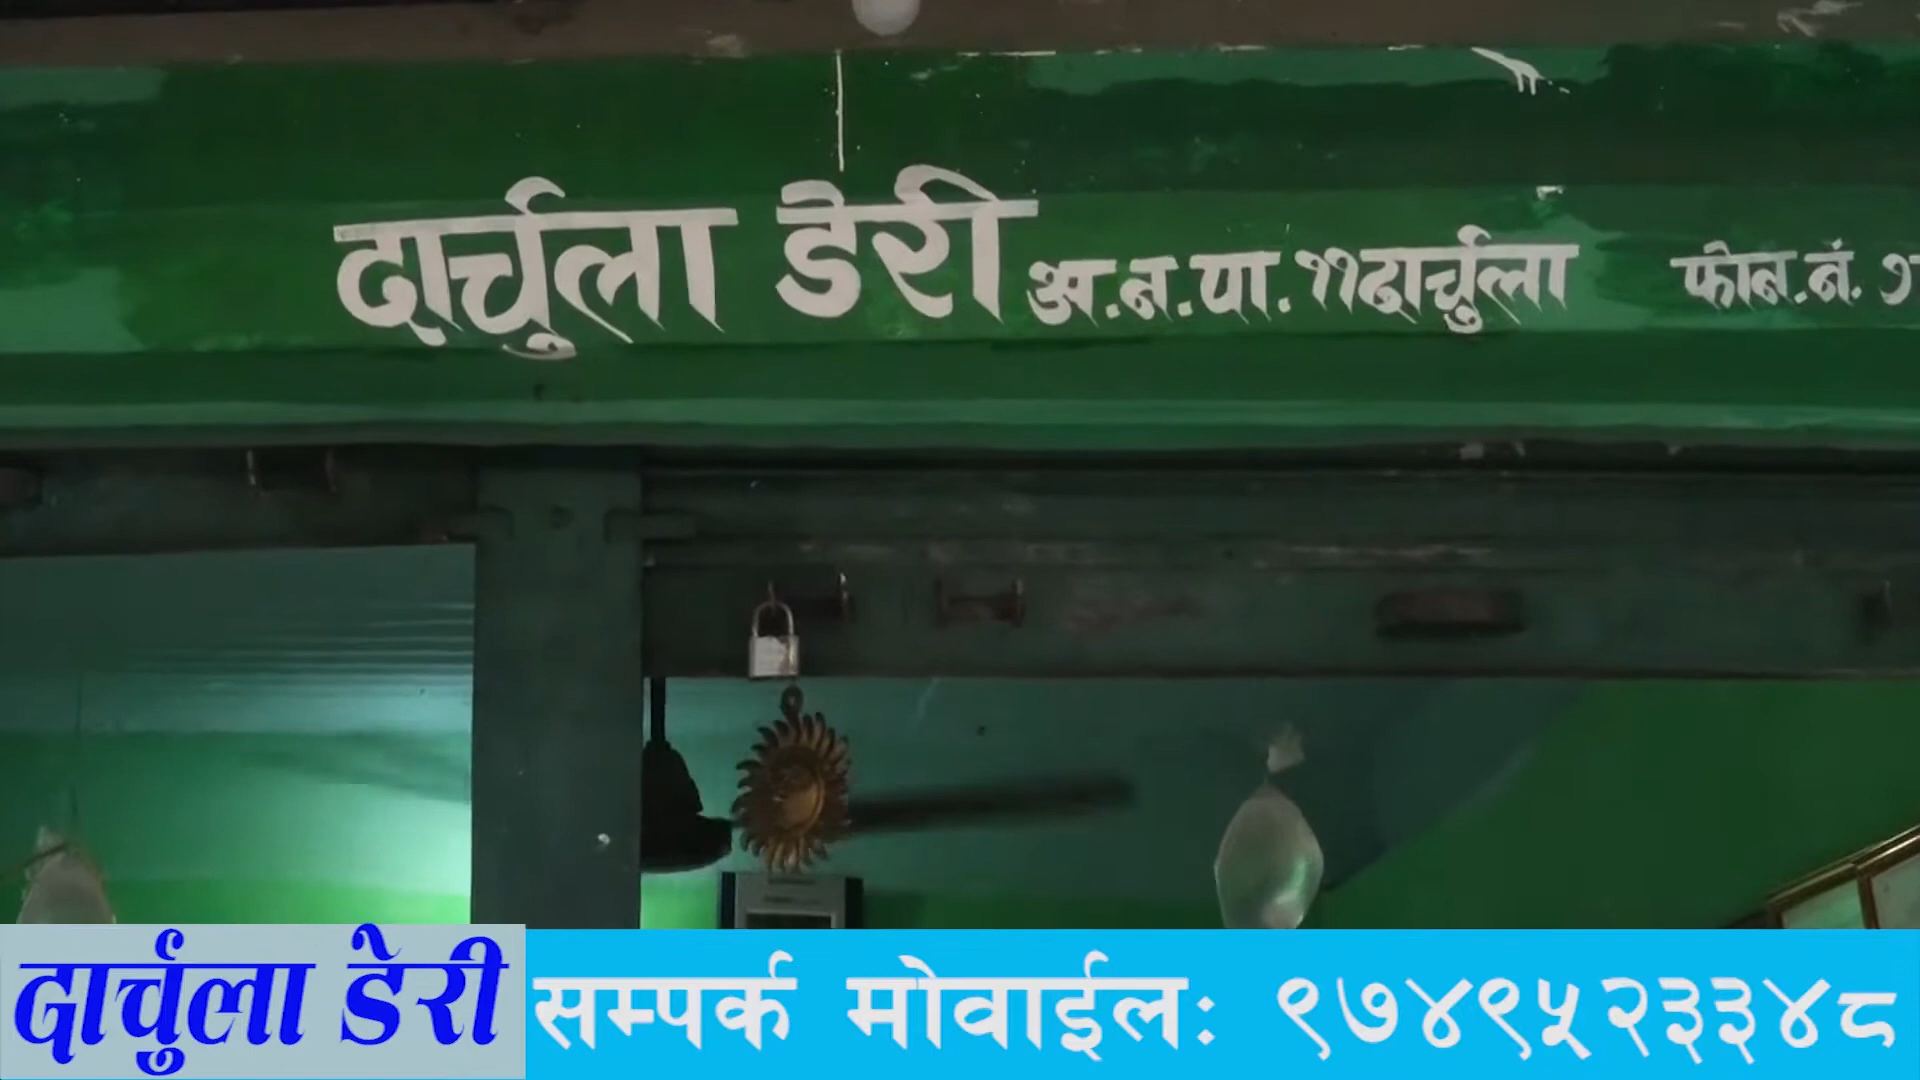 दार्चुला डेरी अ.न.पा. ११ दार्चुला फोन.नं.
दार्चुला डेरी सम्पर्क मोवाईलः ९७४९५२३३४८